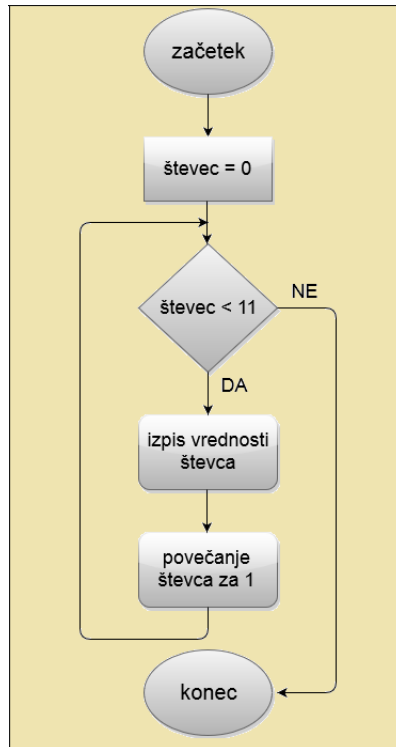 začetek
števec = 0
števec < 11
NE
DA
izpis vrednosti
števca
povečanje
števca za 1
konec